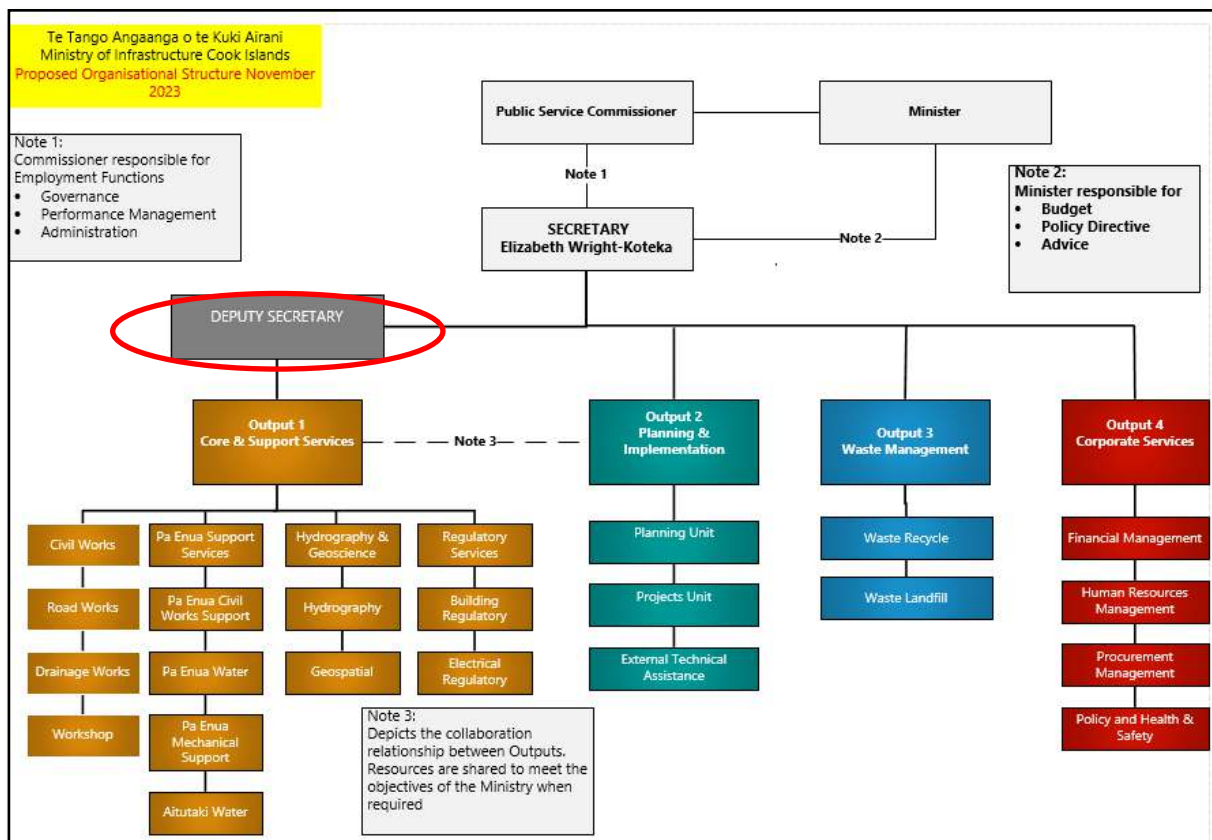 Te Tango Angaanga o te Kuki Airani
Ministry of Infrastructure Cook Islands
Proposed Organisational Structure November
2023
Public Service Commissioner
Minister
Note 1:
Commissioner responsible for
Employment Functions
• Governance
• Performance Management
• Administration
Note 1
Note 2:
Minister responsible for
• Budget
• Policy Directive
• Advice
SECRETARY
Elizabeth Wright-Koteka
Note 2
DEPUTY SECRETARY
Output 1
Core & Support Services
Note 3
Output 2
Planning &
Implementation
Output 3
Waste Management
Output 4
Corporate Services
Civil Works
Road Works
Drainage Works
Workshop
Pa Enua Support
Services
Pa Enua Civil
Works Support
Pa Enua Water
Pa Enua
Mechanical
Support
Aitutaki Water
Hydrography &
Geoscience
Hydrography
Geospatial
Regulatory
Services
Building
Regulatory
Electrical
Regulatory
Planning Unit
Projects Unit
External Technical
Assistance
Waste Recycle
Waste Landfill
Financial Management
Human Resources
Management
Procurement
Management
Policy and Health &
Safety
Note 3:
Depicts the collaboration
relationship between Outputs.
Resources are shared to meet the
objectives of the Ministry when
required